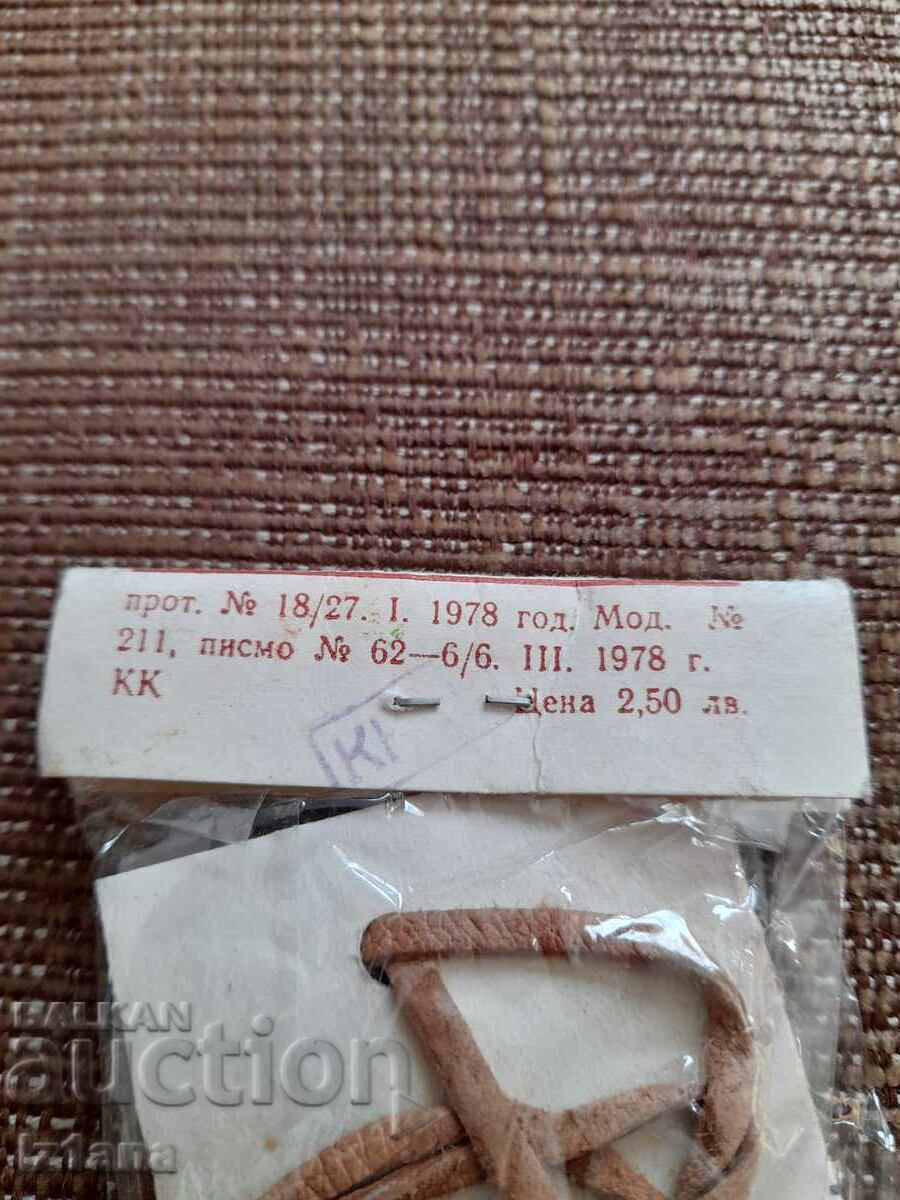 прот. № 18/27. I. 1978 год. Мод. №
211, писмо № 62—6/6. III. 1978 г.
КК Цена 2,50 лв.
BALKAN
auction
iz1ana